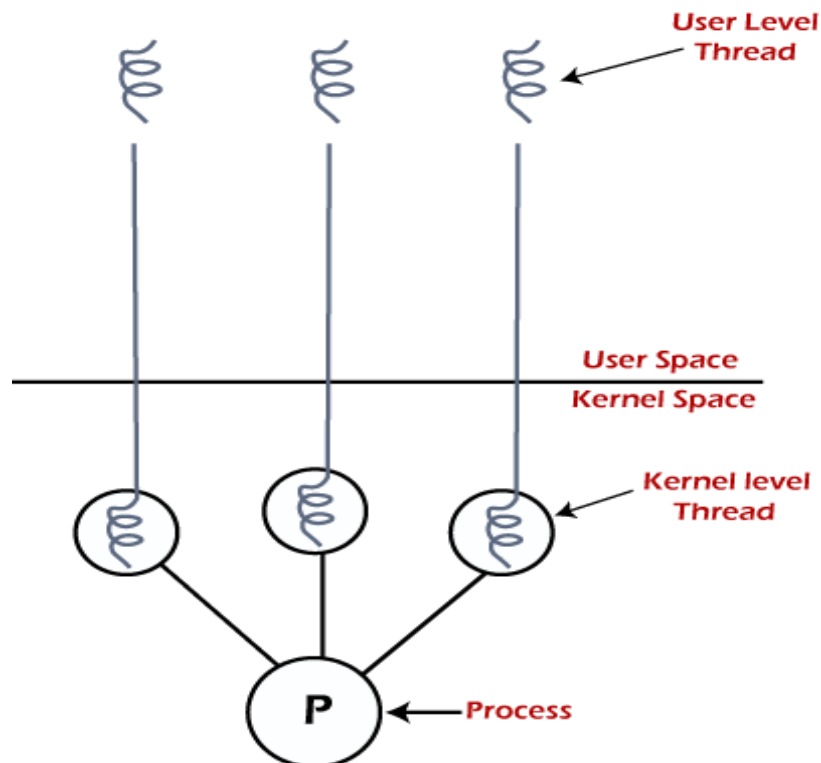 User Level
Thread
User Space
Kernel Space
Kernel level
Thread
P
Process